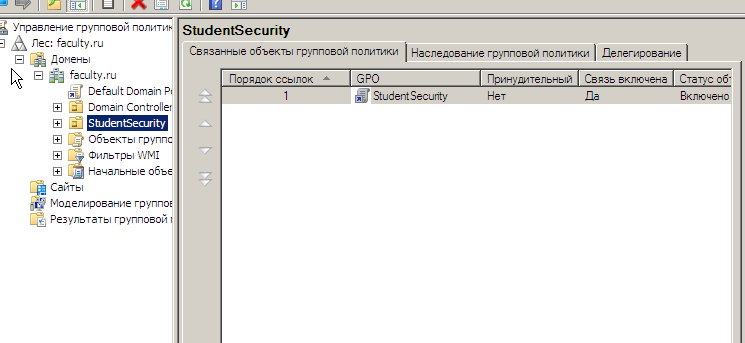 Управление групповой политик
Лес: faculty.ru
Домены
faculty.ru
Default Domain Po
Domain Controller
StudentSecurity
Объекты группо
Фильтры WMI
Начальные объе
Сайты
Моделирование группов
Результаты групповой п
StudentSecurity
Связанные объекты групповой политики Наследование групповой политики Делегирование
Порядок ссылок GPO Принудительный Связь включена Статус об
1 StudentSecurity Нет Да Включено